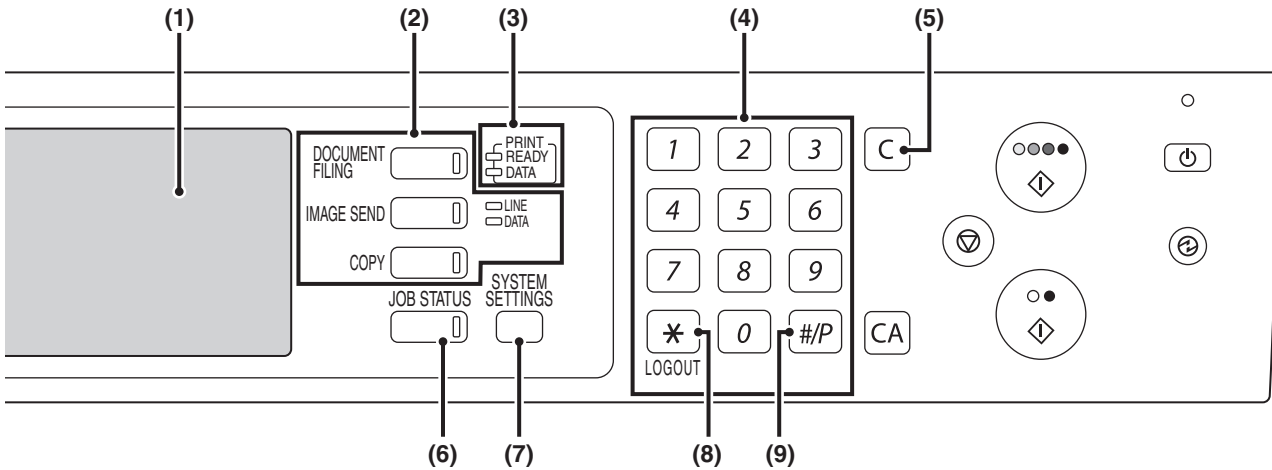 (1) (2) (3) (4) (5)
DOCUMENT
FILING
PRINT
READY
DATA
IMAGE SEND
LINE
DATA
COPY
JOB STATUS
SYSTEM
SETTINGS
1 2 3 C
4 5 6
7 8 9
* 0 #/P CA
LOGOUT
(6) (7) (8) (9)